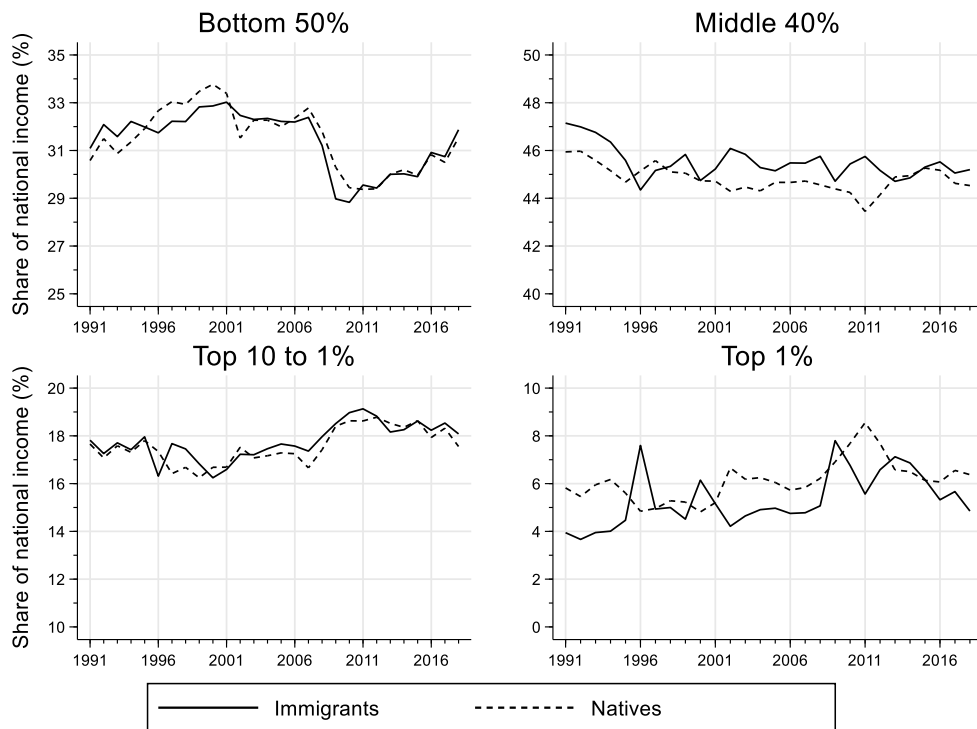 Bottom 50%
Middle 40%
Share of national income (%)
35
33
31
29
27
25
1991 1996 2001 2006 2011 2016
50
48
46
44
42
40
1991 1996 2001 2006 2011 2016
Top 10 to 1%
Top 1%
Share of national income (%)
20
18
16
14
12
10
1991 1996 2001 2006 2011 2016
10
8
6
4
2
0
1991 1996 2001 2006 2011 2016
Immigrants Natives